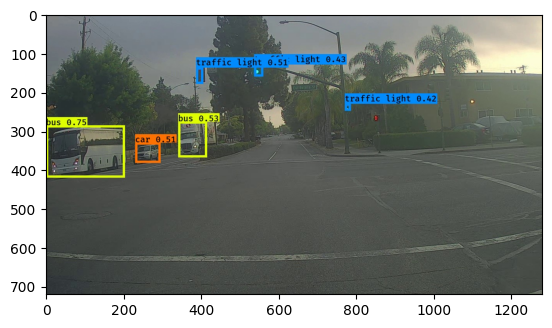 0
100
200
300
400
500
600
700
traffic light 0.51
traffic light 0.43
traffic light 0.42
bus 0.75
car 0.51
bus 0.53
0 200 400 600 800 1000 1200